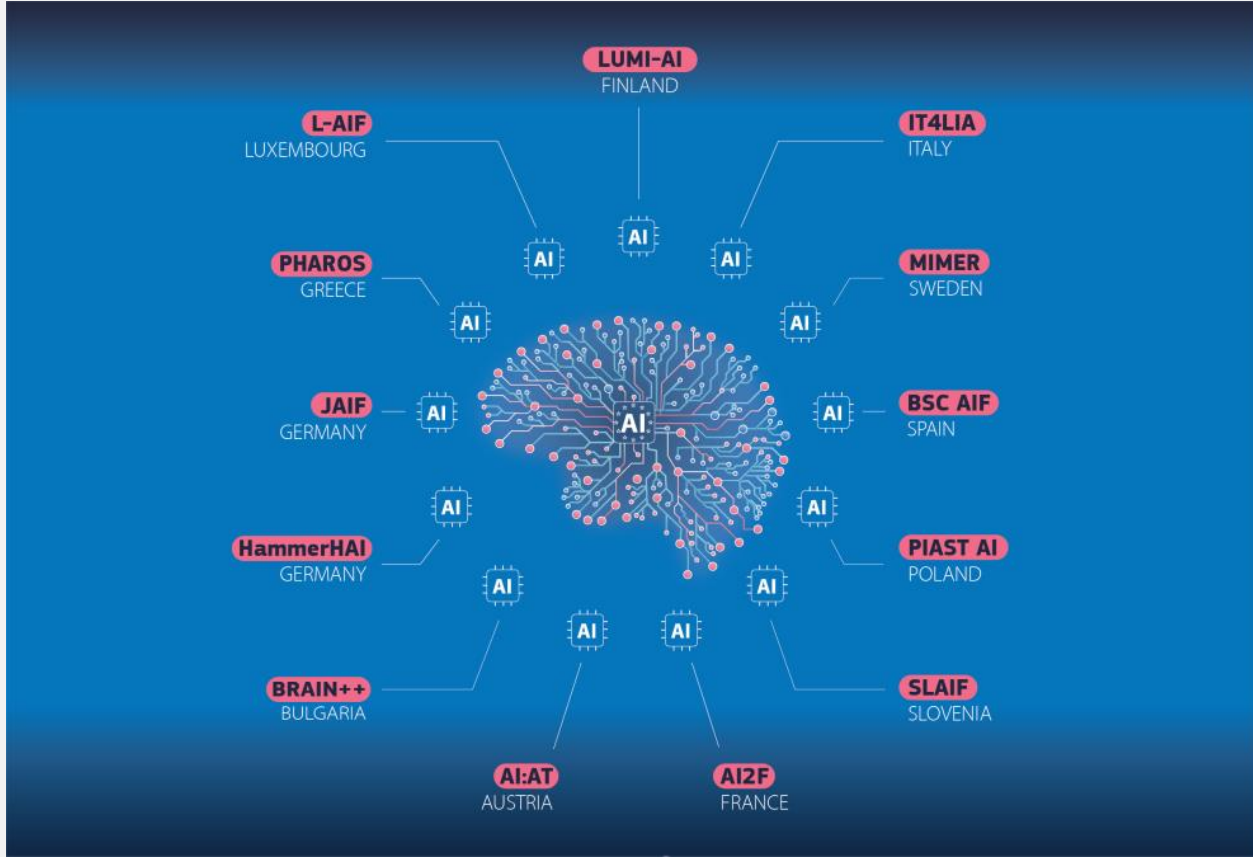 LUMI-AI
FINLAND
L-AIF
LUXEMBOURG
IT4LIA
ITALY
AI
AI
AI
PHAROS
GREECE
MIMER
SWEDEN
AI
AI
JAIF
GERMANY
AI
AI
AI
BSC AIF
SPAIN
HammerHAI
GERMANY
AI
AI
PIAST AI
POLAND
AI
AI
BRAIN++
BULGARIA
AI
AI
SLAIF
SLOVENIA
AI:AT
AUSTRIA
AI2F
FRANCE